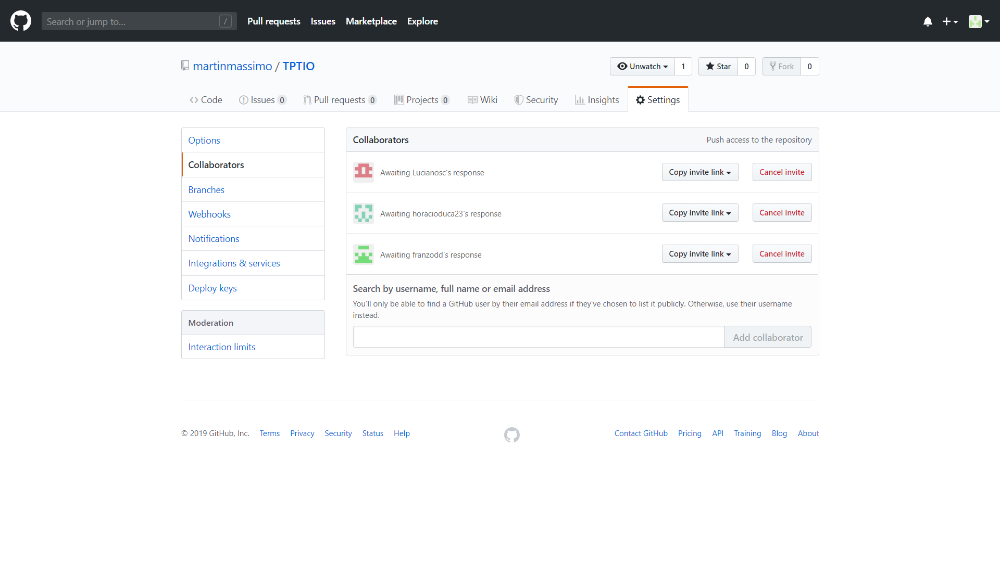 Search or jump to... /
Pull requests Issues Marketplace Explore
martinmassimo / TPTIO
Unwatch 1 Star 0 Fork 0
Code Issues 0 Pull requests 0 Projects 0 Wiki Security Insights Settings
Options
Collaborators
Branches
Webhooks
Notifications
Integrations & services
Deploy keys
Moderation
Interaction limits
Collaborators Push access to the repository
Awaiting Lucianosc’s response Copy invite link Cancel invite
Awaiting horacioduca23’s response Copy invite link Cancel invite
Awaiting franzodd’s response Copy invite link Cancel invite
Search by username, full name or email address
You’ll only be able to find a GitHub user by their email address if they’ve chosen to list it publicly. Otherwise, use their username
instead.
Add collaborator
© 2019 GitHub, Inc. Terms Privacy Security Status Help Contact GitHub Pricing API Training Blog About